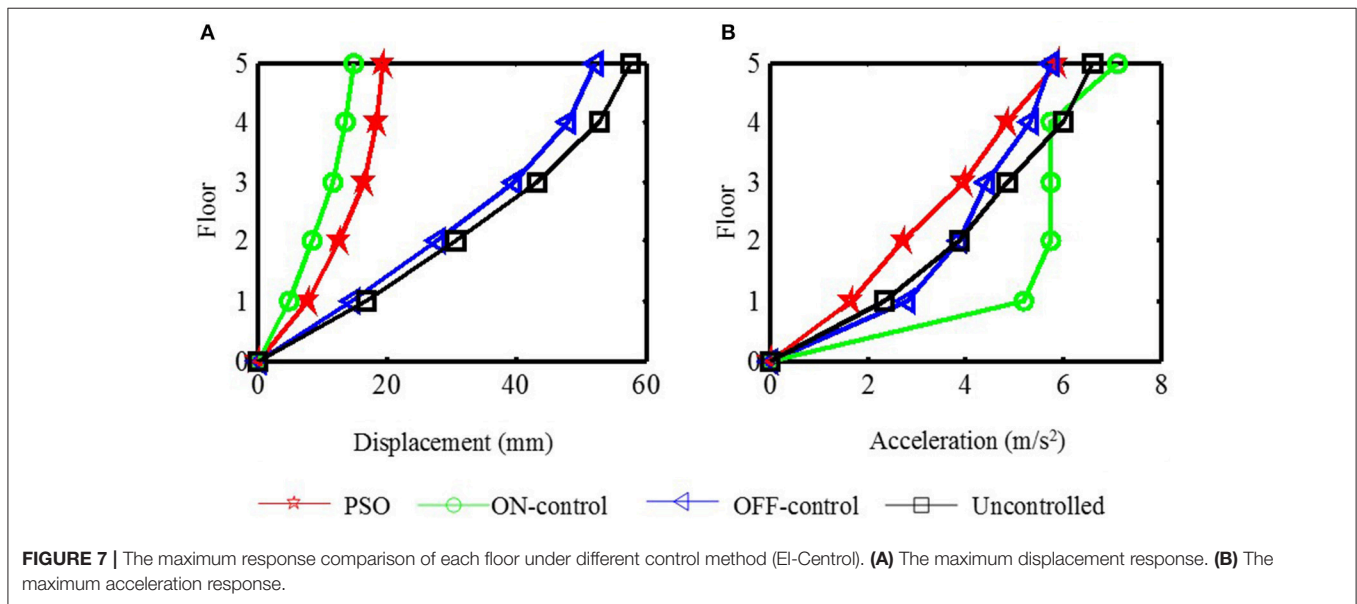 A
B
5
4
3
2
1
0
Floor
0 20 40 60
Displacement (mm)
5
4
3
2
1
0
Floor
0 2 4 6 8
Acceleration (m/s²)
PSO ON-control OFF-control Uncontrolled
FIGURE 7 | The maximum response comparison of each floor under different control method (El-Centrol). (A) The maximum displacement response. (B) The
maximum acceleration response.